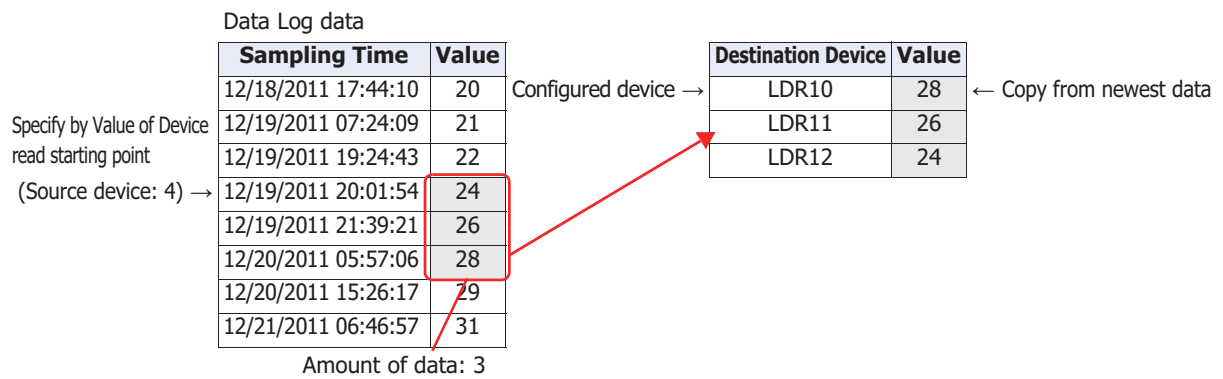 Data Log data
Sampling Time Value
12/18/2011 17:44:10 20
12/19/2011 07:24:09 21
12/19/2011 19:24:43 22
12/19/2011 20:01:54 24
12/19/2011 21:39:21 26
12/20/2011 05:57:06 28
12/20/2011 15:26:17 29
12/21/2011 06:46:57 31
Specify by Value of Device
read starting point
(Source device: 4) →
Amount of data: 3
Configured device →
Destination Device Value
LDR10 28
LDR11 26
LDR12 24
← Copy from newest data